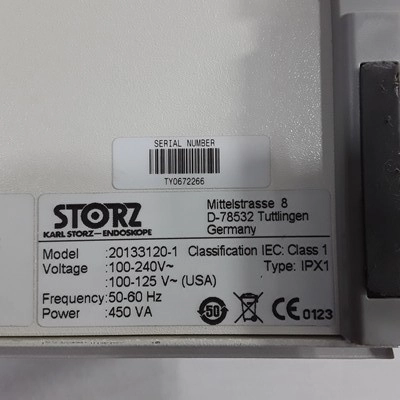 SERIAL NUMBER
TY0672266
STORZ
KARL STORZ—ENDOSKOPE
Mittelstrasse 8
D-78532 Tuttlingen
Germany
Model :20133120-1 Classification IEC: Class 1
Voltage :100-240V~ Type: IPX1
:100-125 V~ (USA)
Frequency:50-60 Hz
Power :450 VA
50
CE 0123